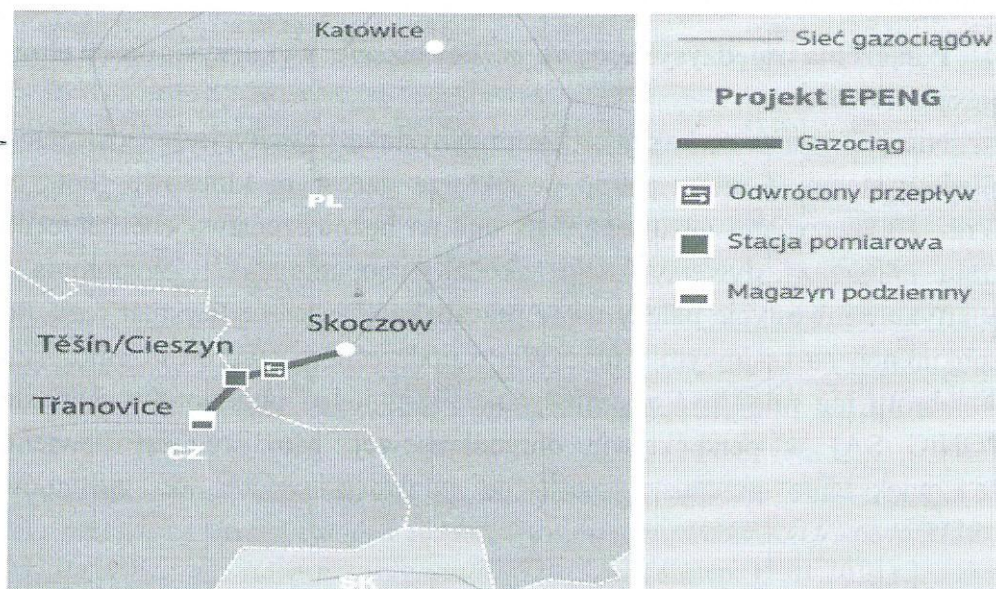 Katowice
PL
Skoczow
Těšín/Cieszyn
Třanovice
CZ
SK
Sieć gazociągów
Projekt EPENG
Gazociąg
Odwrócony przepływ
Stacja pomiarowa
Magazyn podziemny